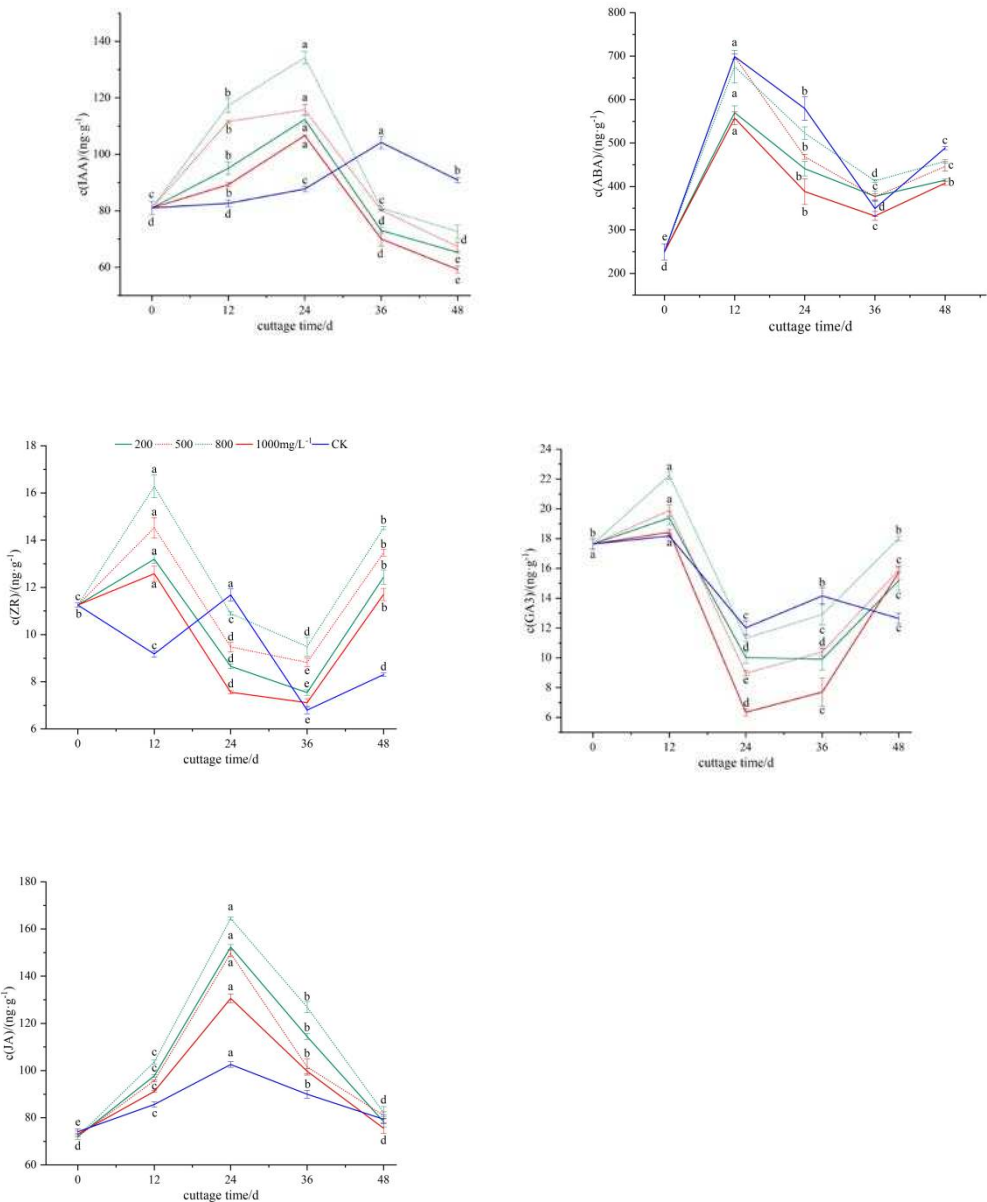 140
120
100
80
60
c(IAA)/(ng·g-1)
a
b
a
a
b
b
a
b
c
b
a
c
d
b
d
c
c
d
d
b
d
e
e
0 12 24 36 48
cuttage time/d
800
700
600
500
400
300
200
c(ABA)/(ng·g-1)
a
a
a
b
b
b
b
c
d
c
d
c
c
b
e
d
0 12 24 36 48
cuttage time/d
200 500 800 1000mg/L-1 CK
18
16
14
12
10
8
6
c(ZR)/(ng·g-1)
a
a
a
a
a
b
b
b
b
c
b
c
c
d
d
d
e
e
e
d
e
d
0 12 24 36 48
cuttage time/d
24
22
20
18
16
14
12
10
8
6
c(GA3)/(ng·g-1)
a
a
a
b
a
b
c
d
e
d
b
c
d
c
c
c
c
0 12 24 36 48
cuttage time/d
180
160
140
120
100
80
60
c(JA)/(ng·g-1)
a
a
a
a
a
b
b
b
b
c
c
c
c
d
d
e
d
0 12 24 36 48
cuttage time/d